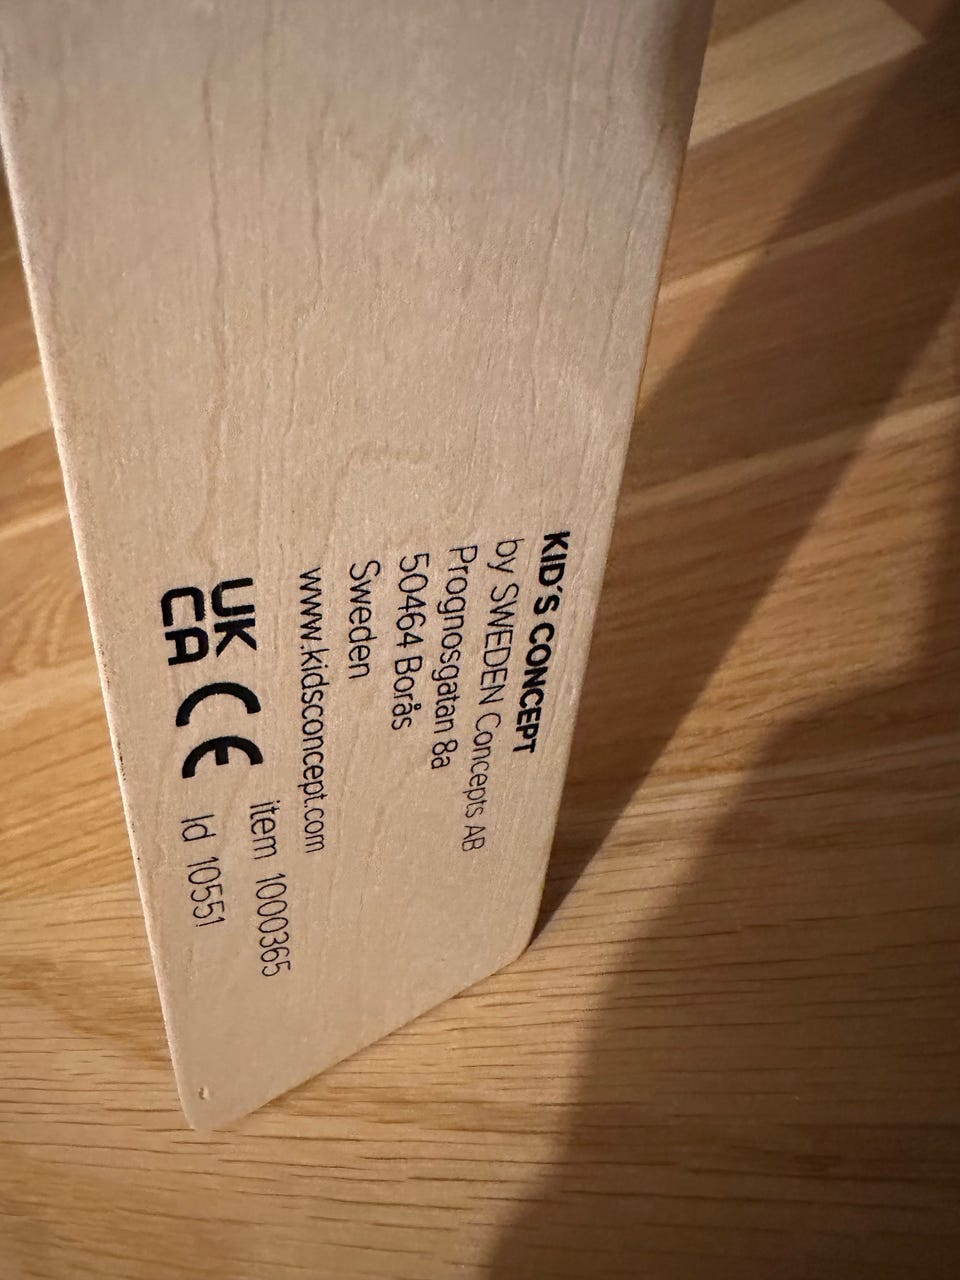 KID'S CONCEPT
by SWEDEN Concepts AB
Prognosgatan 8a
50464 Borås
Sweden
www.kidsconcept.com
UK
CA
CE
item 1000365
Id 10551